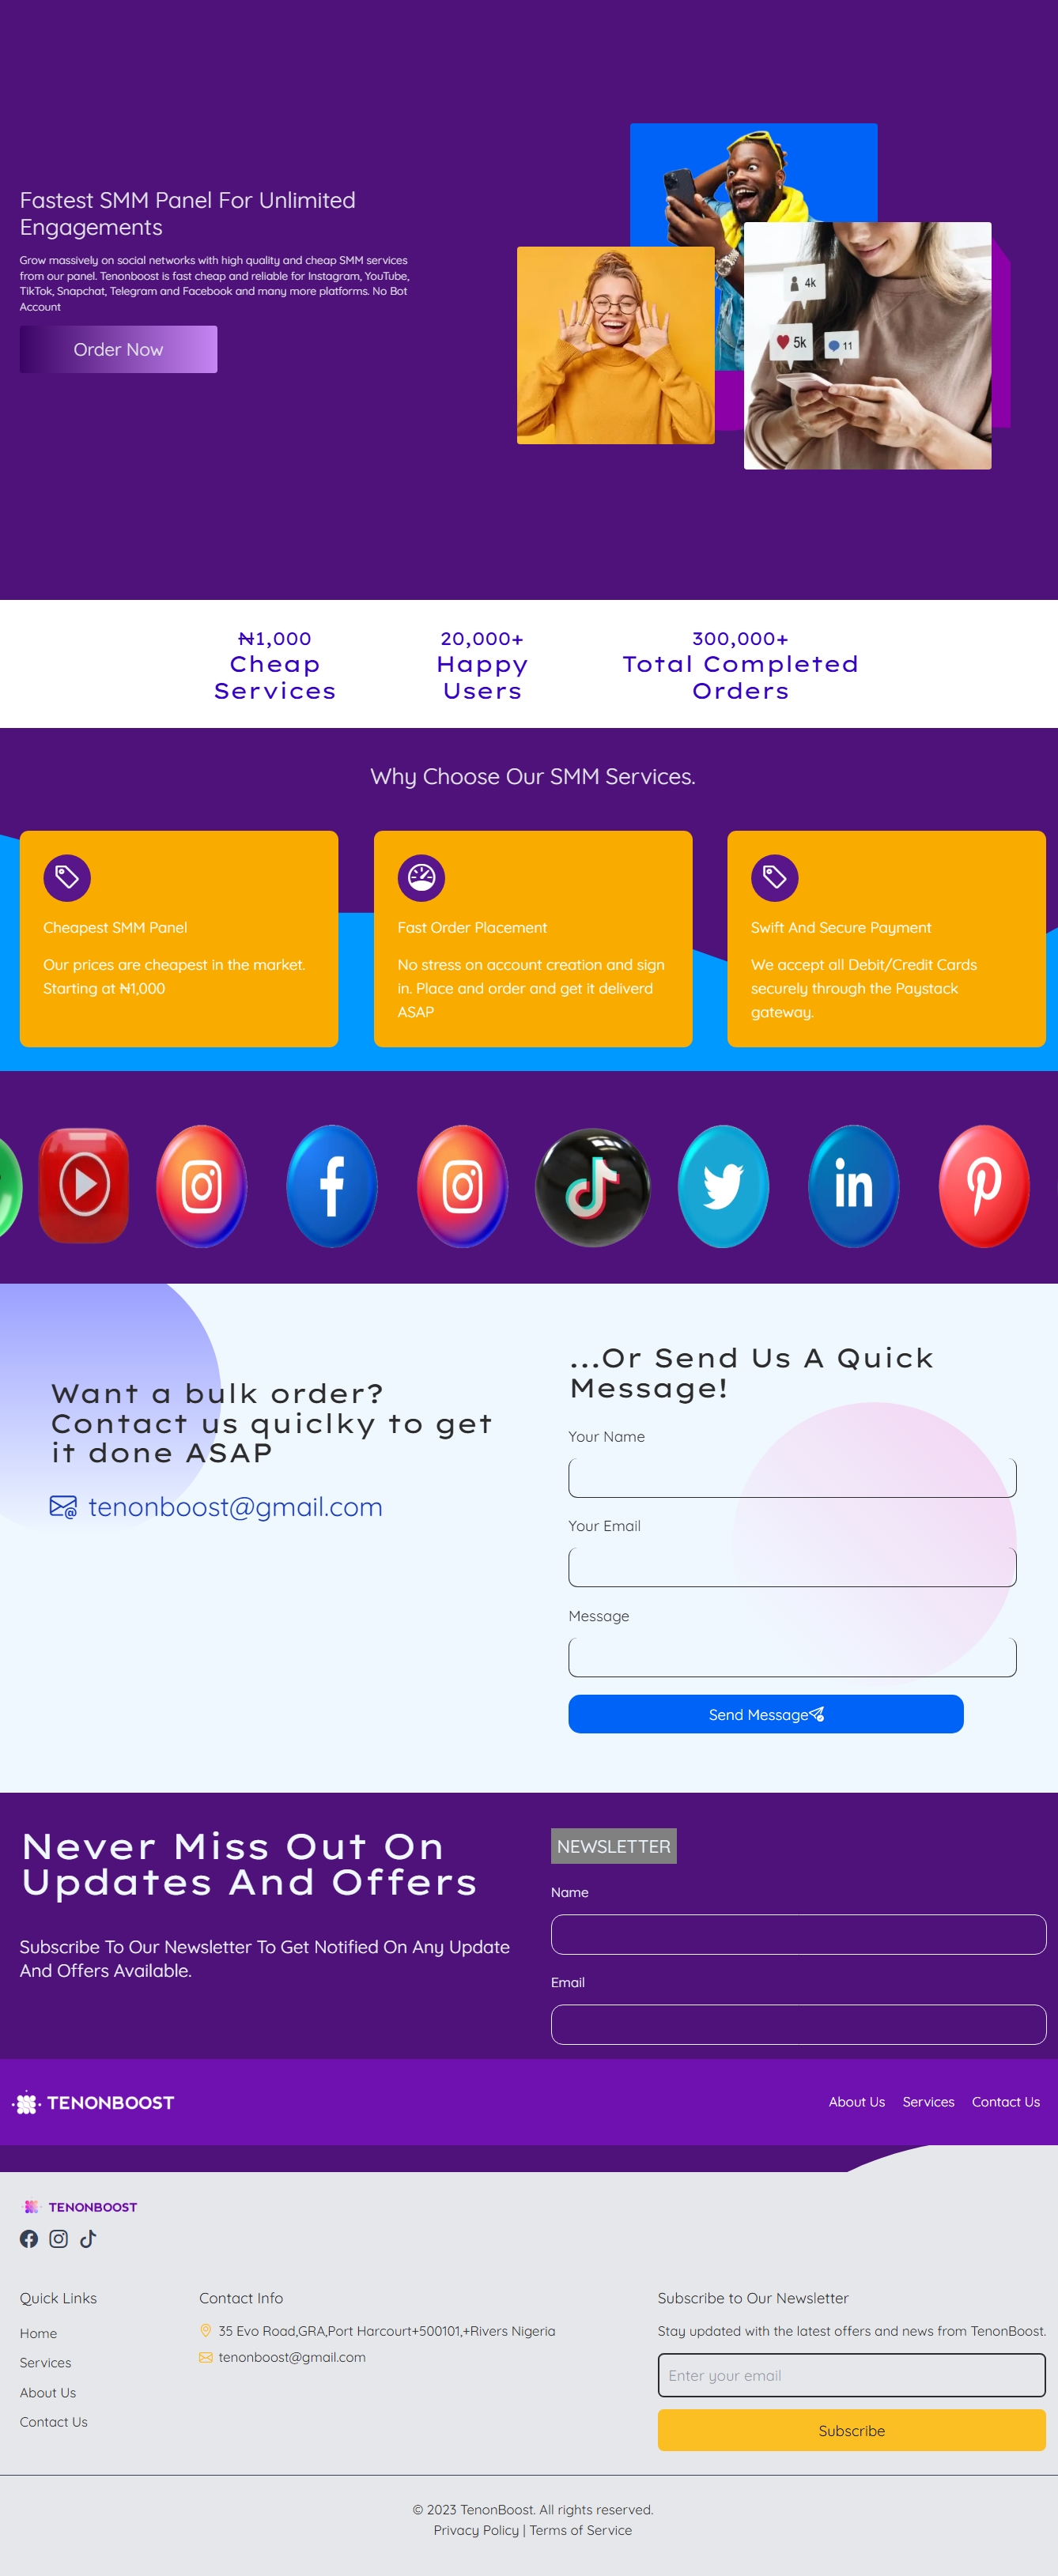 Fastest SMM Panel For Unlimited
Engagements
Grow massively on social networks with high quality and cheap SMM services
from our panel. Tenonboost is fast cheap and reliable for Instagram, YouTube,
TikTok, Snapchat, Telegram and Facebook and many more platforms. No Bot
Account
Order Now
4k
5k
11
₦1,000
Cheap
Services
20,000+
Happy
Users
300,000+
Total Completed
Orders
Why Choose Our SMM Services.
Cheapest SMM Panel
Our prices are cheapest in the market.
Starting at ₦1,000
Fast Order Placement
No stress on account creation and sign
in. Place and order and get it deliverd
ASAP
Swift And Secure Payment
We accept all Debit/Credit Cards
securely through the Paystack
gateway.
in
Want a bulk order?
Contact us quiclky to get
it done ASAP
tenonboost@gmail.com
...Or Send Us A Quick
Message!
Your Name
Your Email
Message
Send Message
Never Miss Out On
Updates And Offers
Subscribe To Our Newsletter To Get Notified On Any Update
And Offers Available.
NEWSLETTER
Name
Email
TENONBOOST
About Us Services Contact Us
TENONBOOST
Quick Links
Home
Services
About Us
Contact Us
Contact Info
35 Evo Road,GRA,Port Harcourt+500101,+Rivers Nigeria
tenonboost@gmail.com
Subscribe to Our Newsletter
Stay updated with the latest offers and news from TenonBoost.
Enter your email
Subscribe
© 2023 TenonBoost. All rights reserved.
Privacy Policy | Terms of Service